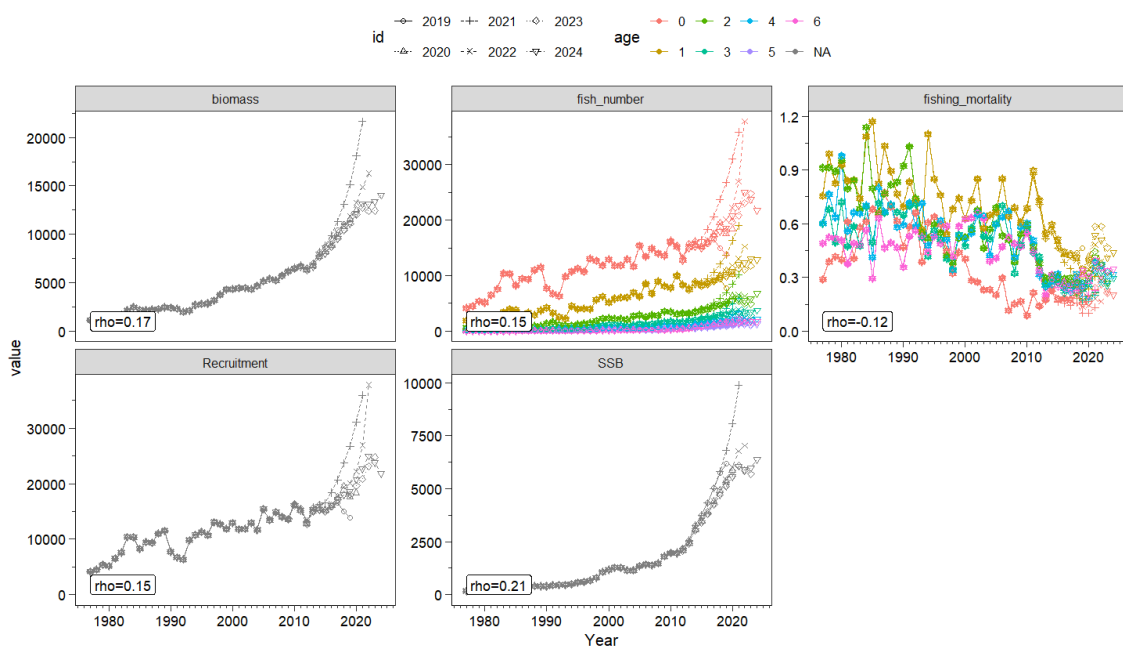 id
2019
2021
2023
2020
2022
2024
age
0
2
4
6
1
3
5
NA
biomass
fish_number
fishing_mortality
20000
15000
10000
5000
0
rho=0.17
30000
20000
10000
0
rho=0.15
1.2
0.9
0.6
0.3
0.0
rho=-0.12
1980 1990 2000 2010 2020
value
Recruitment
SSB
30000
20000
10000
0
rho=0.15
10000
7500
5000
2500
0
rho=0.21
1980 1990 2000 2010 2020
1980 1990 2000 2010 2020
Year